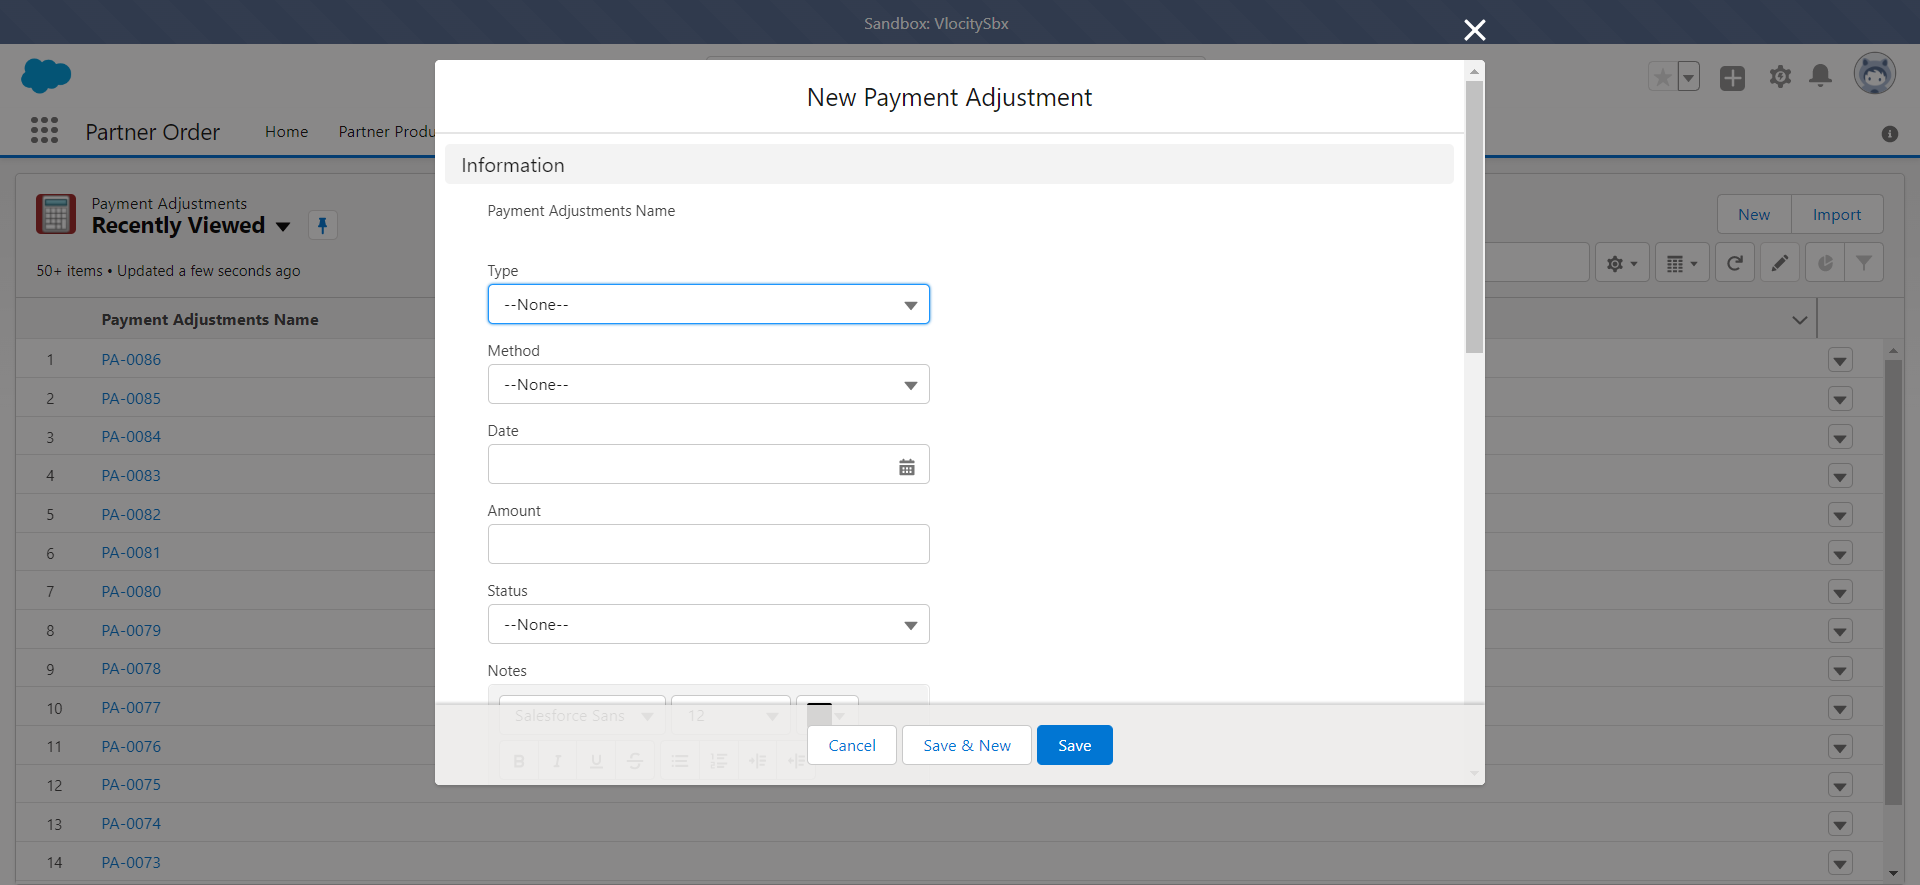 Sandbox: VlocitySbx
Partner Order
Home
Partner Produ
Payment Adjustments
Recently Viewed
50+ items • Updated a few seconds ago
New
Import
Payment Adjustments Name
1 PA-0086
2 PA-0085
3 PA-0084
4 PA-0083
5 PA-0082
6 PA-0081
7 PA-0080
8 PA-0079
9 PA-0078
10 PA-0077
11 PA-0076
12 PA-0075
13 PA-0074
14 PA-0073
New Payment Adjustment
Information
Payment Adjustments Name
Type
--None--
Method
--None--
Date
Amount
Status
--None--
Notes
Salesforce Sans
12
B I U S
Cancel
Save & New
Save